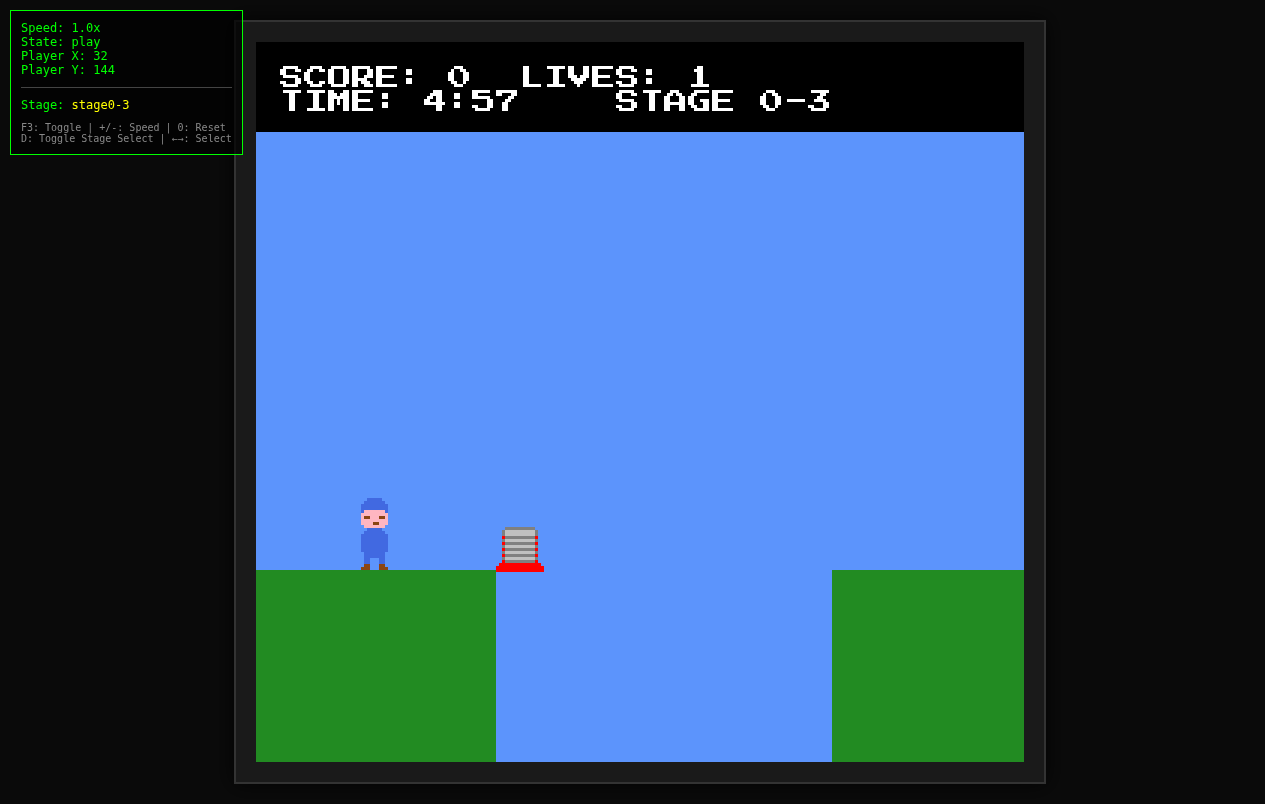 Speed: 1.0x
State: play
Player X: 32
Player Y: 144
Stage: stage0-3
F3: Toggle | +/-: Speed | 0: Reset
D: Toggle Stage Select | ←→: Select
SCORE: 0 LIVES: 1
TIME: 4:57 STAGE 0-3